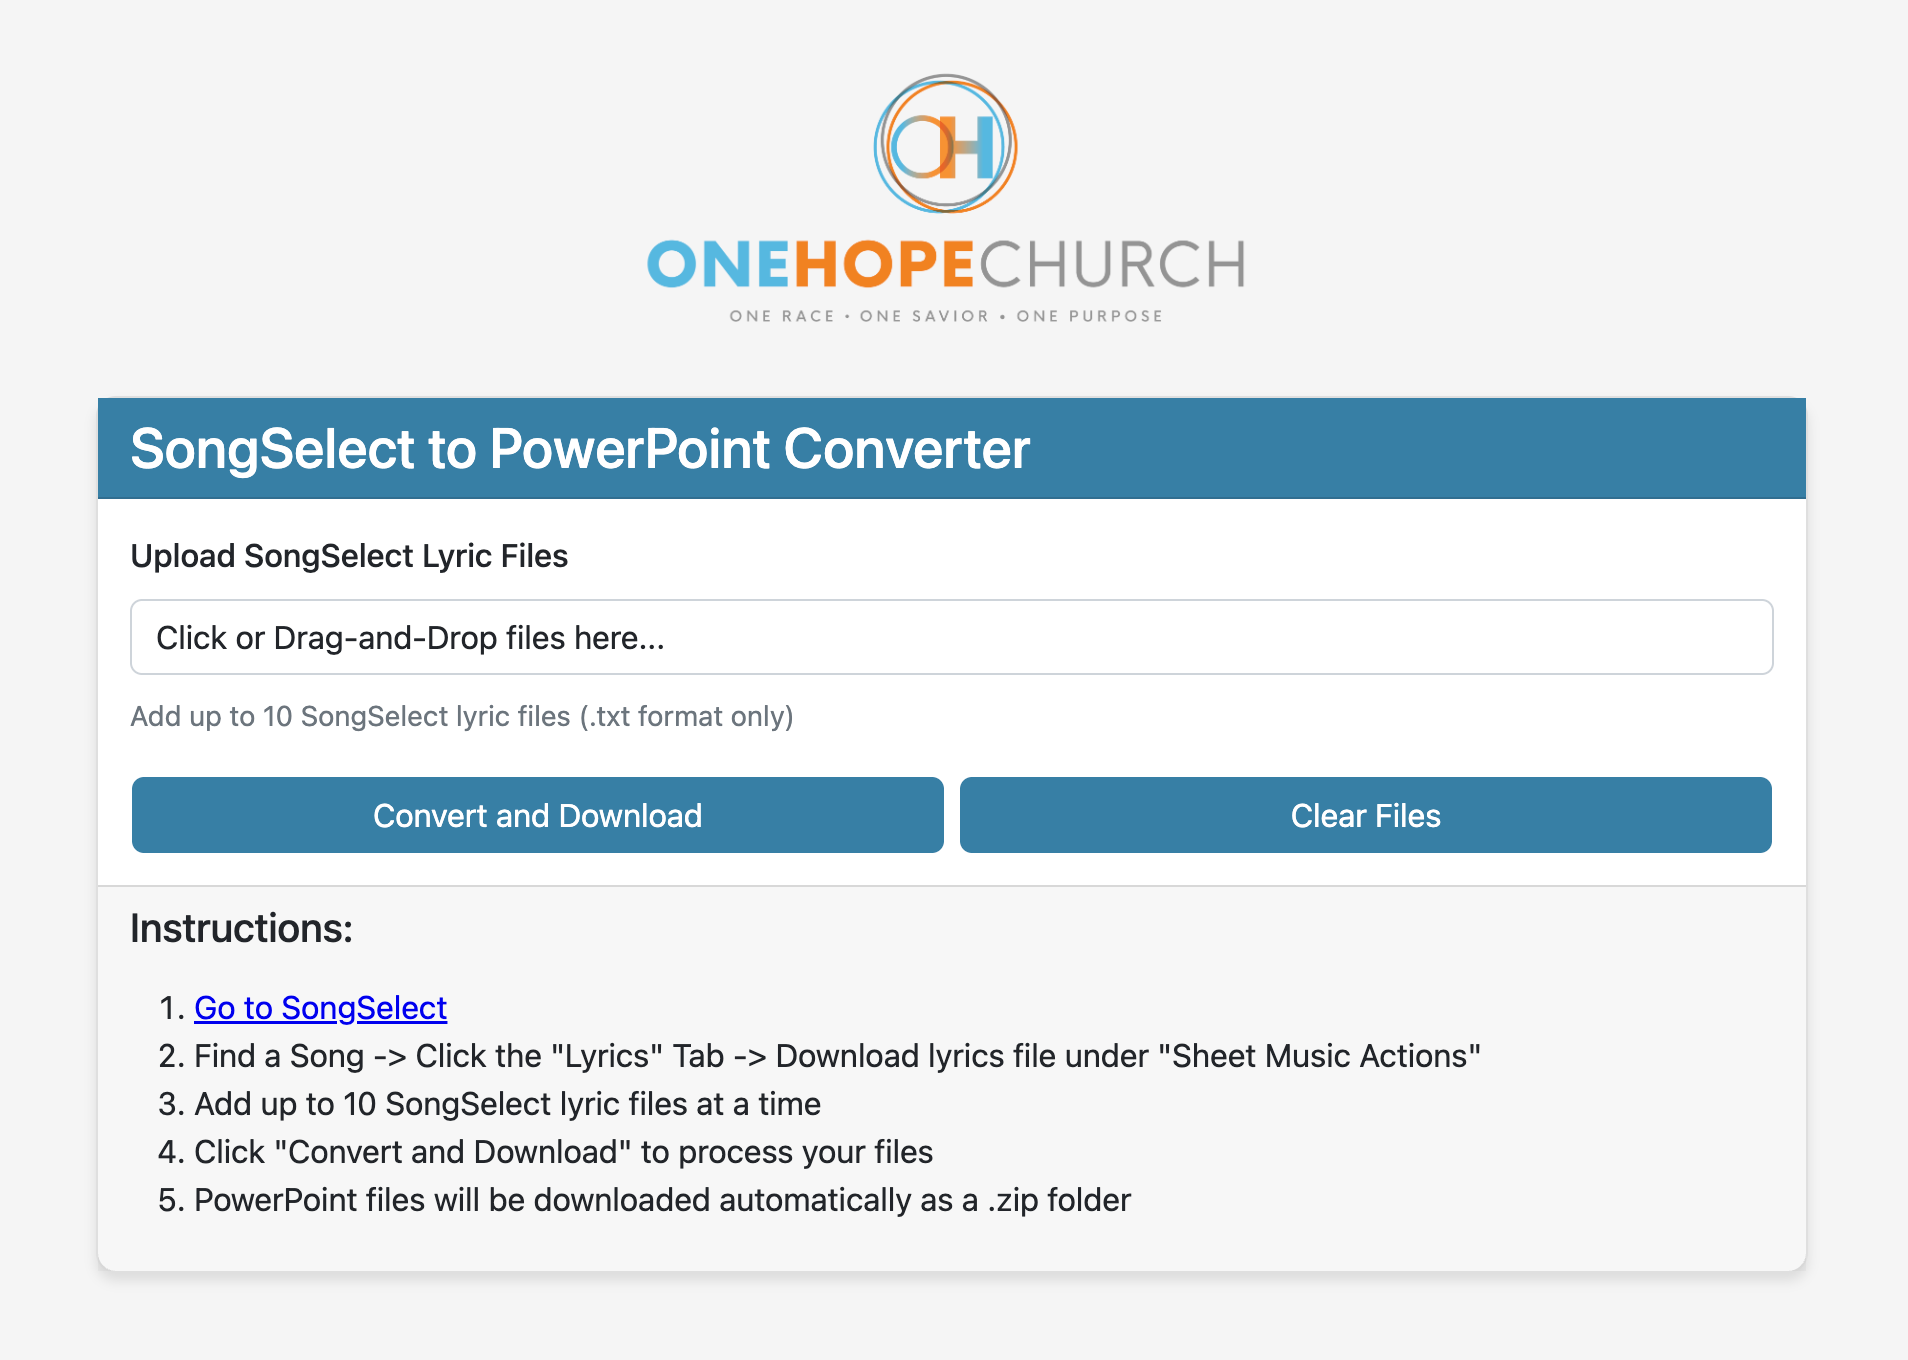 OH
ONEHOPECHURCH
ONE RACE • ONE SAVIOR • ONE PURPOSE
SongSelect to PowerPoint Converter
Upload SongSelect Lyric Files
Click or Drag-and-Drop files here...
Add up to 10 SongSelect lyric files (.txt format only)
Convert and Download
Clear Files
Instructions:
1. Go to SongSelect
2. Find a Song -> Click the "Lyrics" Tab -> Download lyrics file under "Sheet Music Actions"
3. Add up to 10 SongSelect lyric files at a time
4. Click "Convert and Download" to process your files
5. PowerPoint files will be downloaded automatically as a .zip folder